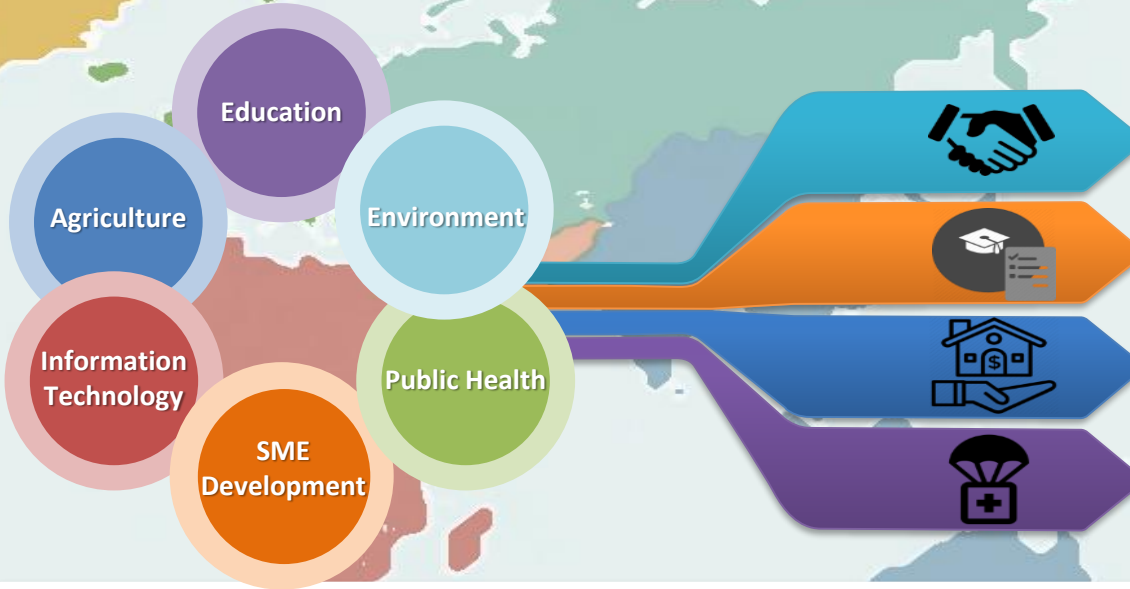 Education
Agriculture
Environment
Information
Technology
Public Health
SME
Development
$